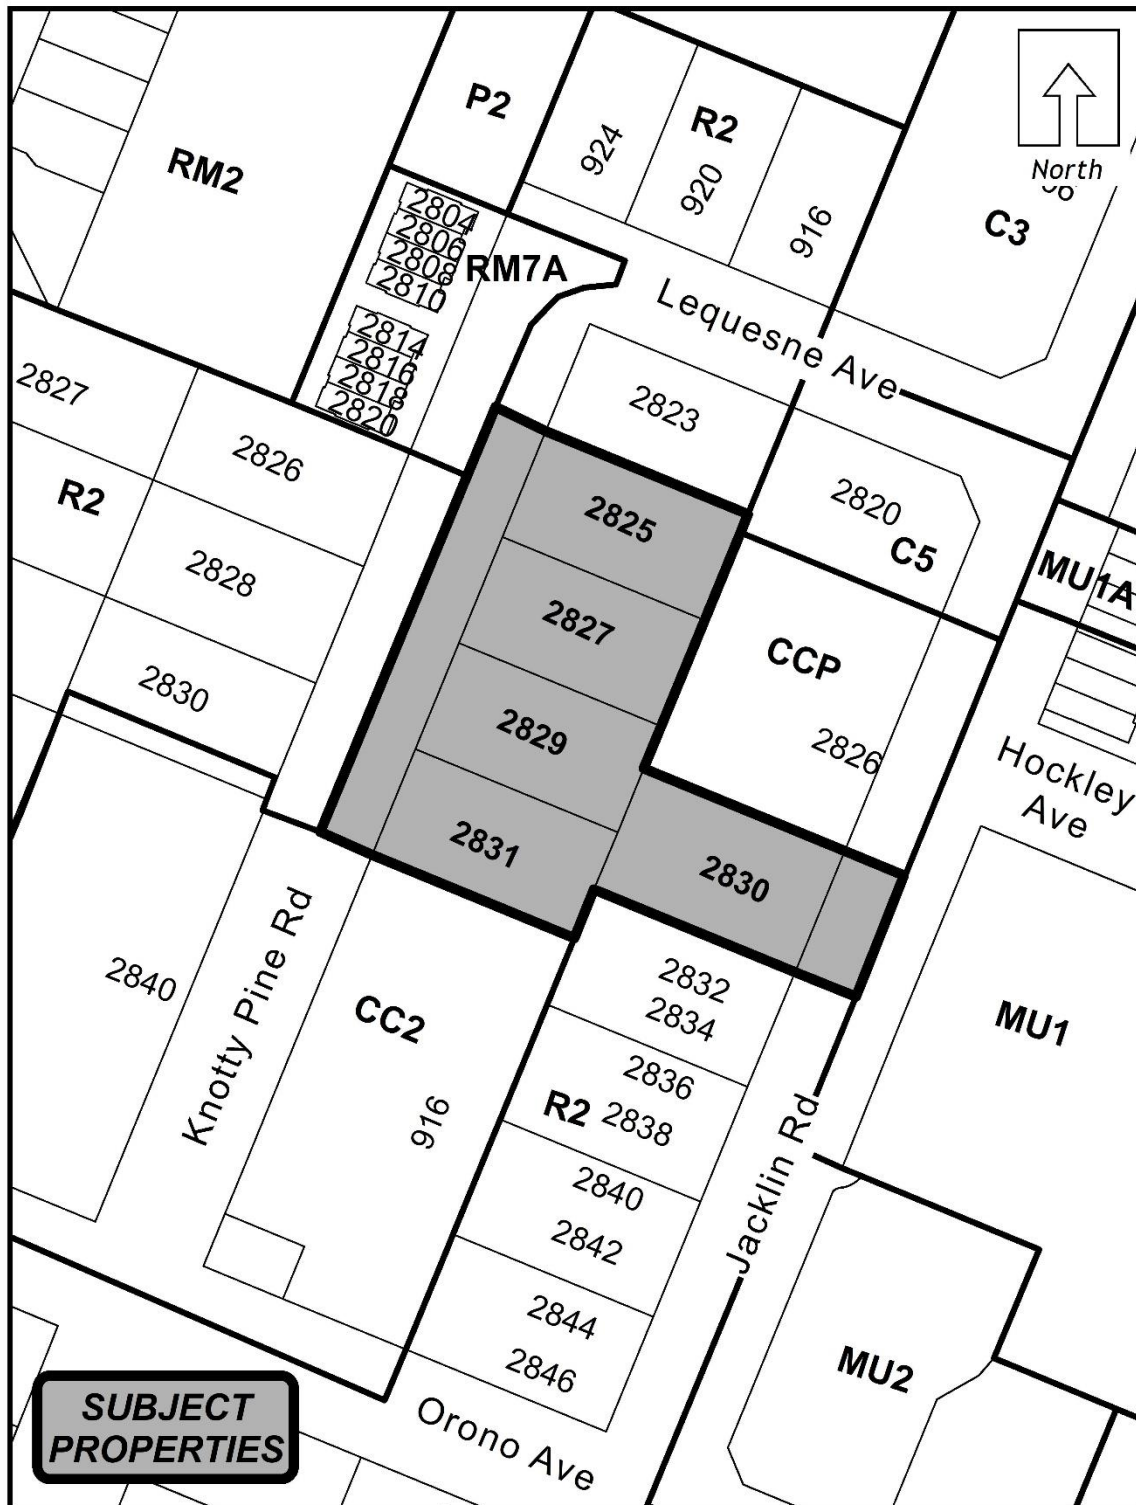 P2
R2
924
920
916
North
C3
RM2
2804
2806
2808
2810
RM7A
2814
2816
2818
2820
Lequesne Ave
2827
2826
2823
2820
C5
R2
2828
2830
2825
2827
2829
2831
CCP
2826
MU1A
Hockley
Ave
2830
2840
Knotty Pine Rd
CC2
916
2832
2834
2836
R2 2838
2840
2842
2844
2846
Jacklin Rd
MU1
MU2
Orono Ave
SUBJECT
PROPERTIES